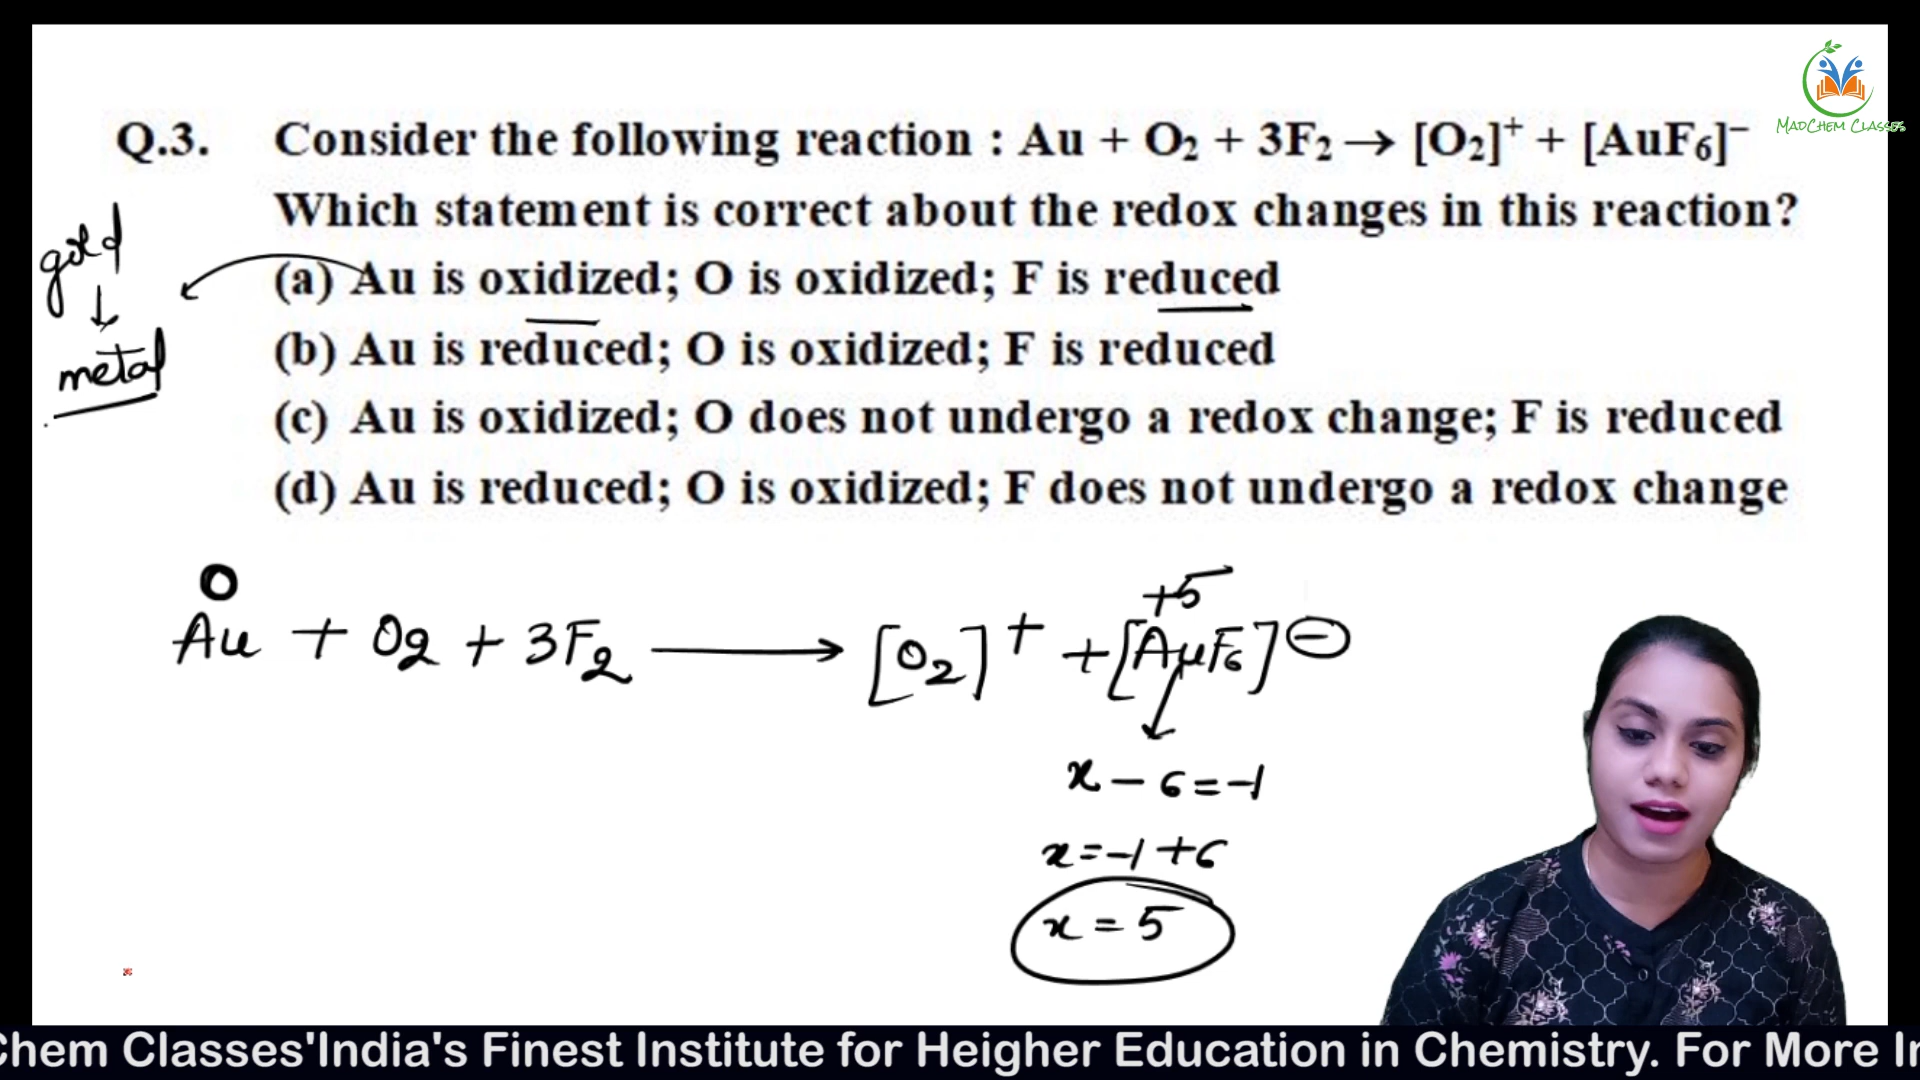 MADCHEM CLASSES
Q.3. Consider the following reaction : Au + O₂ + 3F₂ → [O₂]⁺ + [AuF₆]⁻
Which statement is correct about the redox changes in this reaction?
(a) Au is oxidized; O is oxidized; F is reduced
(b) Au is reduced; O is oxidized; F is reduced
(c) Au is oxidized; O does not undergo a redox change; F is reduced
(d) Au is reduced; O is oxidized; F does not undergo a redox change
gold
↓
metal
0
+5
Au + O2 + 3F2 ⟶ [O2]⁺ + [AuF6]⊖
x - 6 = -1
x = -1 + 6
x = 5
Chem Classes'India's Finest Institute for Heigher Education in Chemistry. For More In